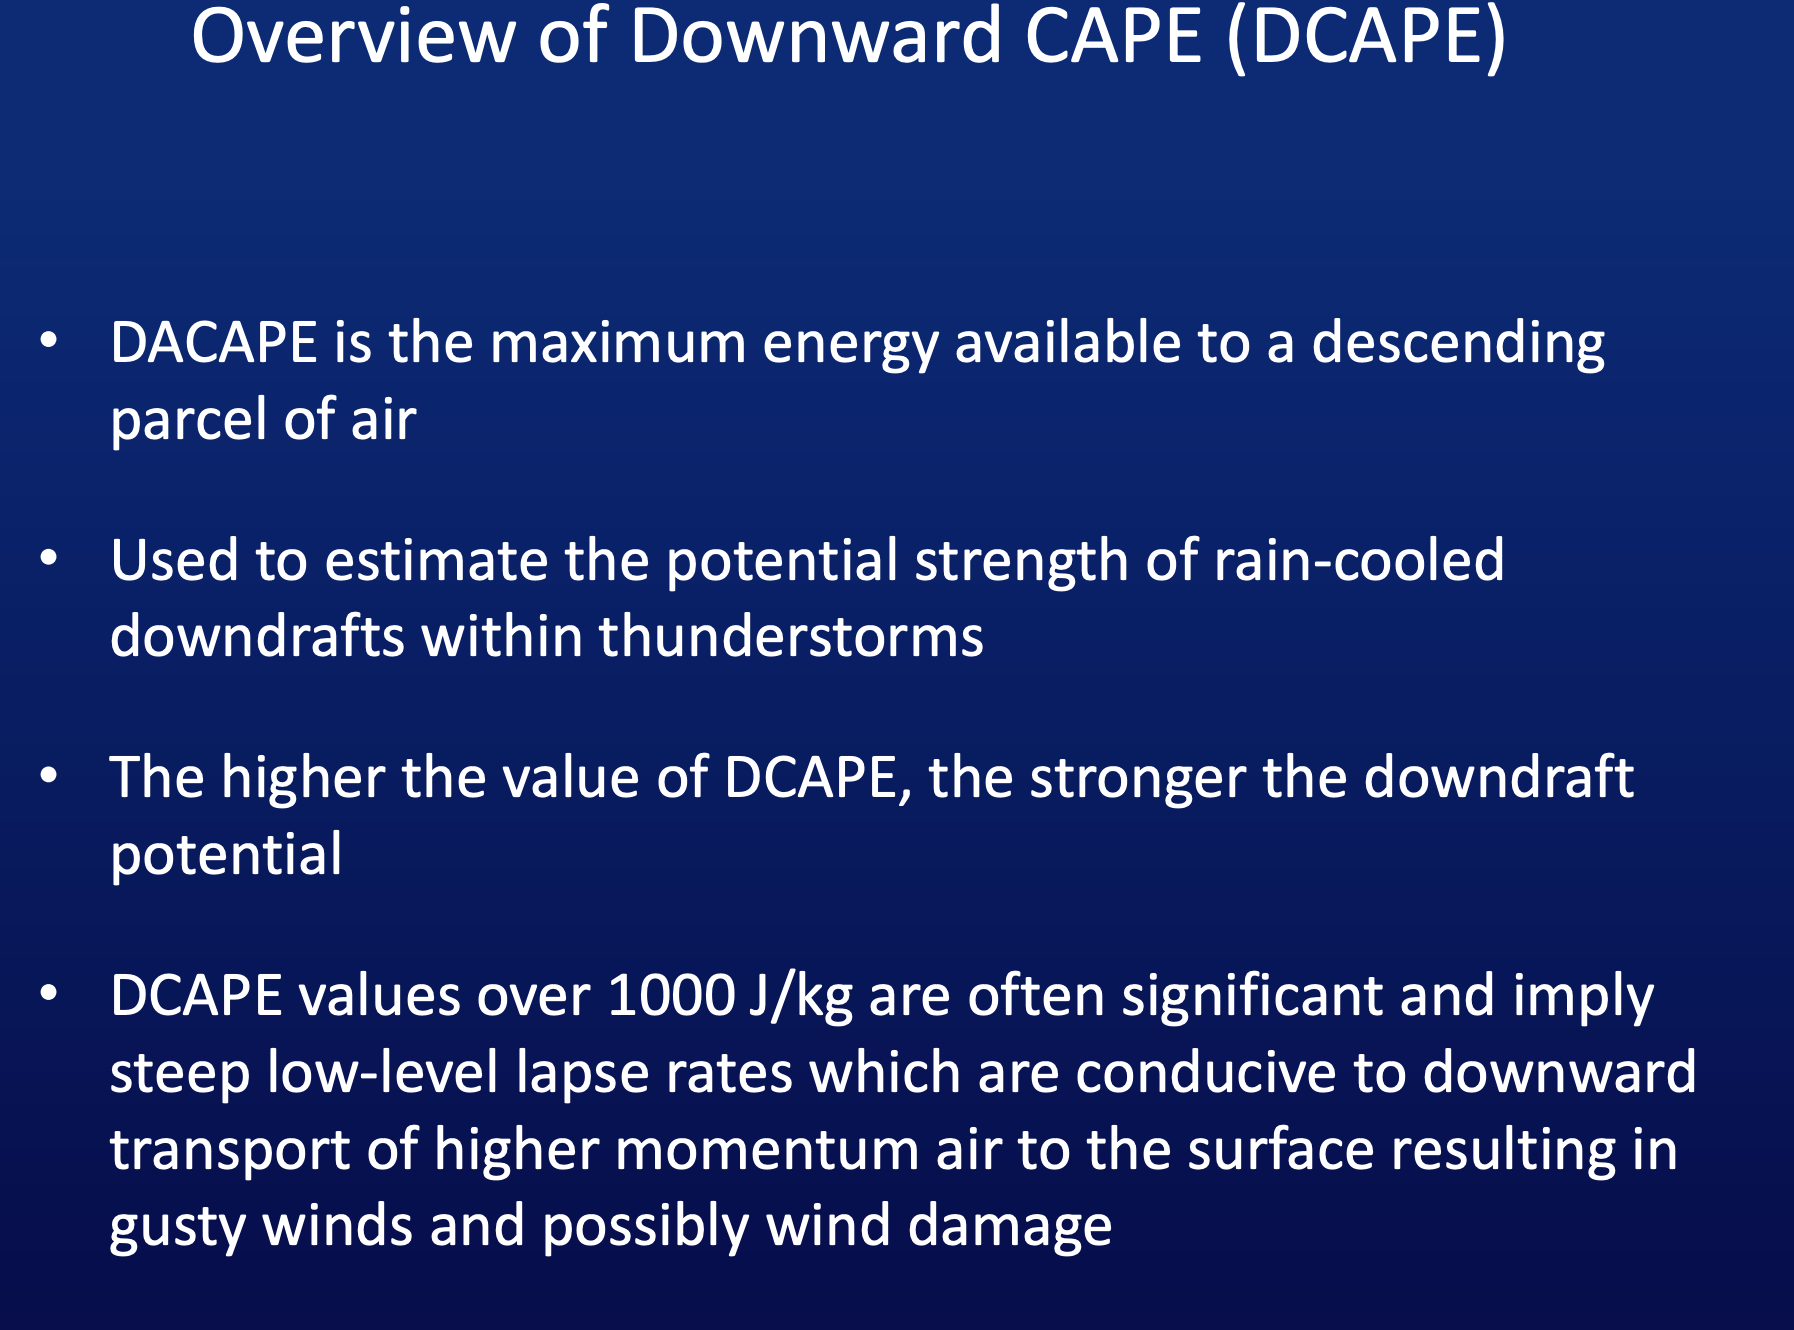 Overview of Downward CAPE (DCAPE)
• DACAPE is the maximum energy available to a descending
parcel of air
• Used to estimate the potential strength of rain-cooled
downdrafts within thunderstorms
• The higher the value of DCAPE, the stronger the downdraft
potential
• DCAPE values over 1000 J/kg are often significant and imply
steep low-level lapse rates which are conducive to downward
transport of higher momentum air to the surface resulting in
gusty winds and possibly wind damage